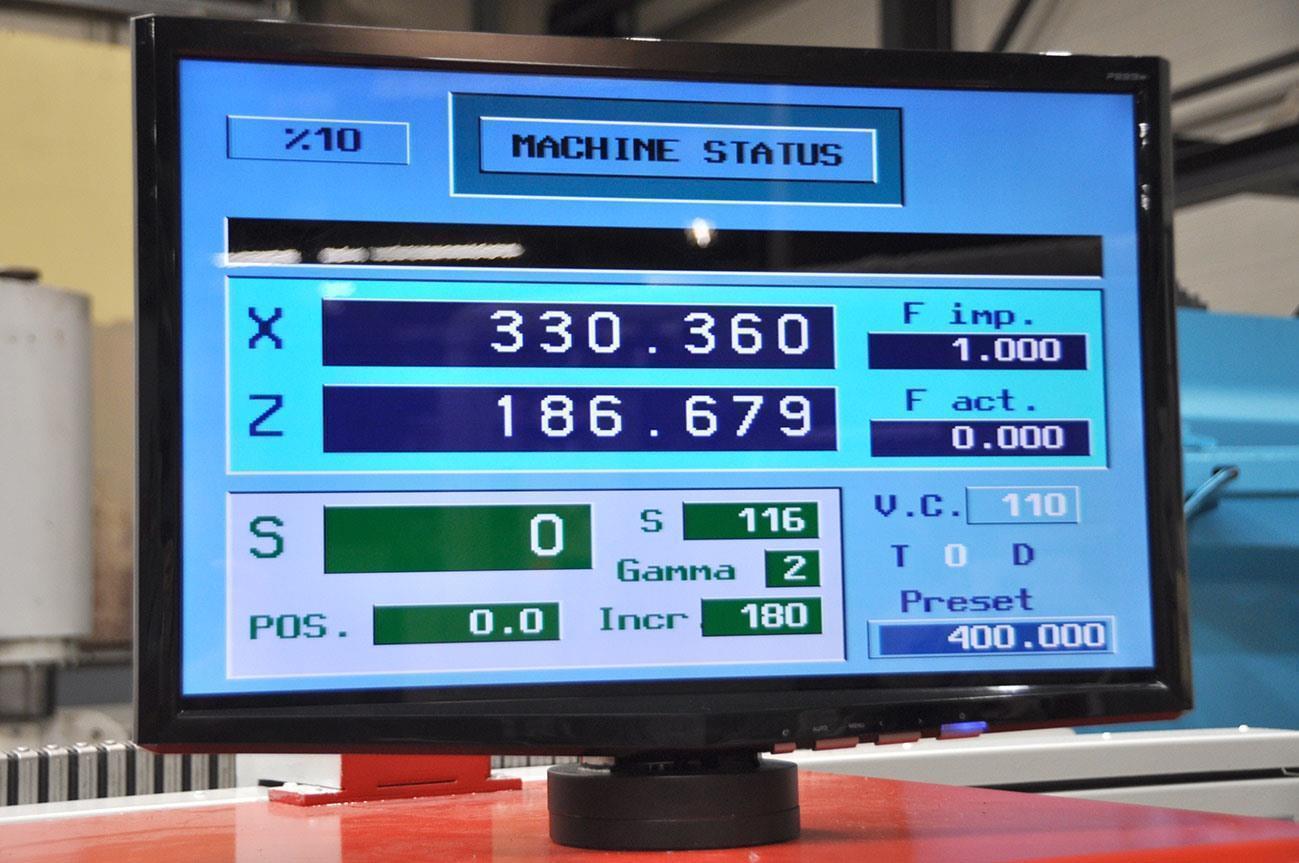 %10
MACHINE STATUS
X 330.360
F imp.
1.000
Z 186.679
F act.
0.000
S 0
S 116
V.C. 110
Gamma 2
T 0 D
POS. 0.0
Incr. 180
Preset
400.000